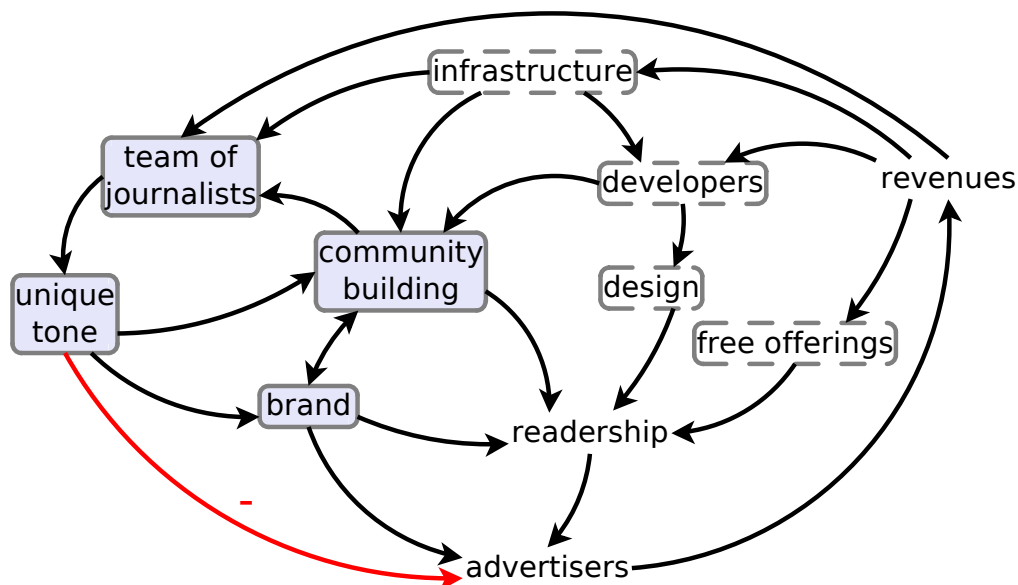 infrastructure
team of
journalists
developers
revenues
community
building
unique
tone
design
free offerings
brand
readership
-
advertisers